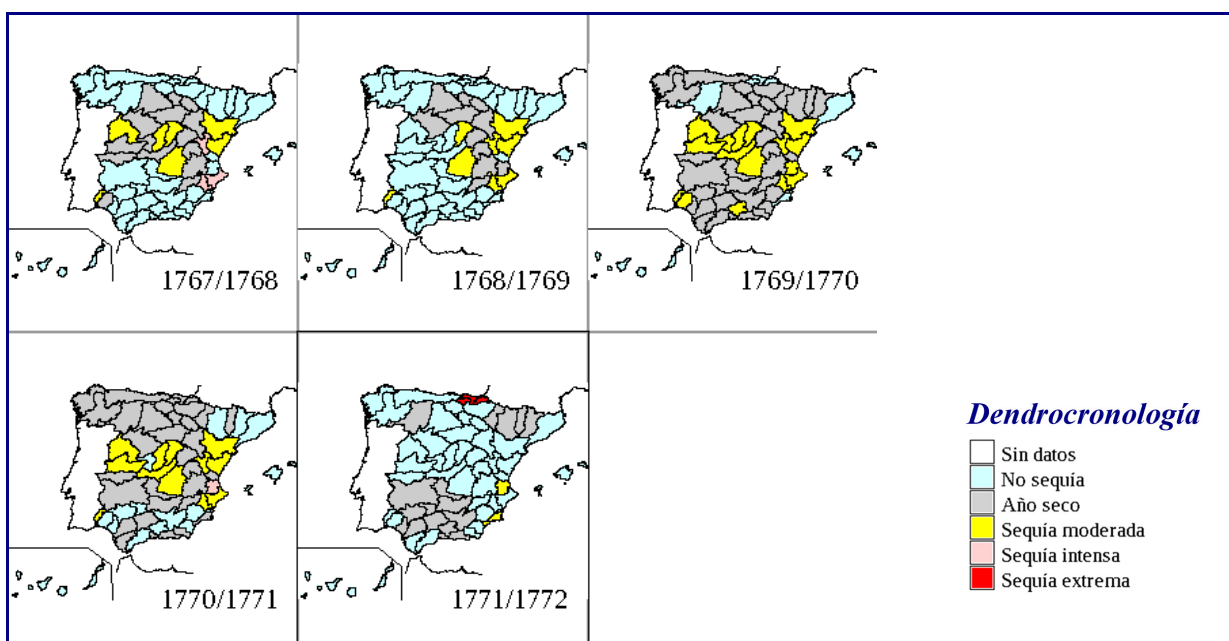 1767/1768
1768/1769
1769/1770
1770/1771
1771/1772
Dendrocronología
Sin datos
No sequía
Año seco
Sequía moderada
Sequía intensa
Sequía extrema